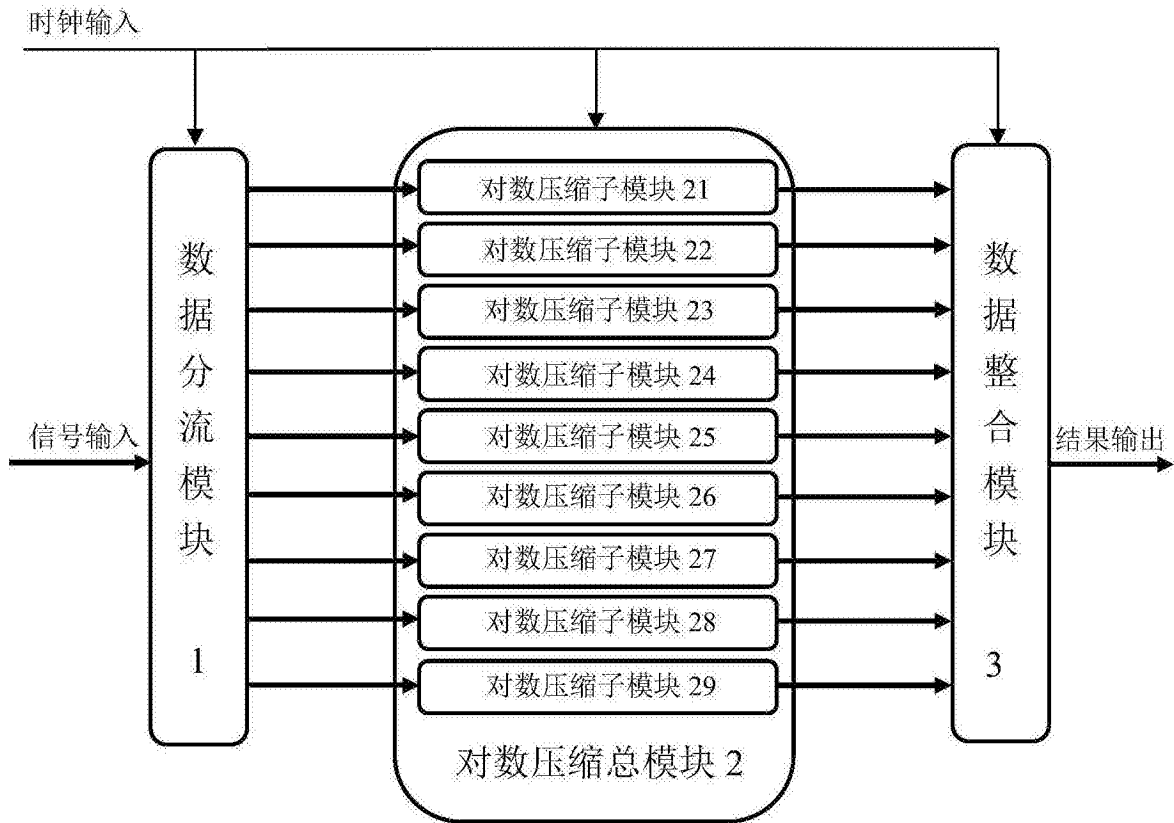 时钟输入
信号输入
数据分流模块 1
对数压缩子模块 21
对数压缩子模块 22
对数压缩子模块 23
对数压缩子模块 24
对数压缩子模块 25
对数压缩子模块 26
对数压缩子模块 27
对数压缩子模块 28
对数压缩子模块 29
对数压缩总模块 2
数据整合模块 3
结果输出